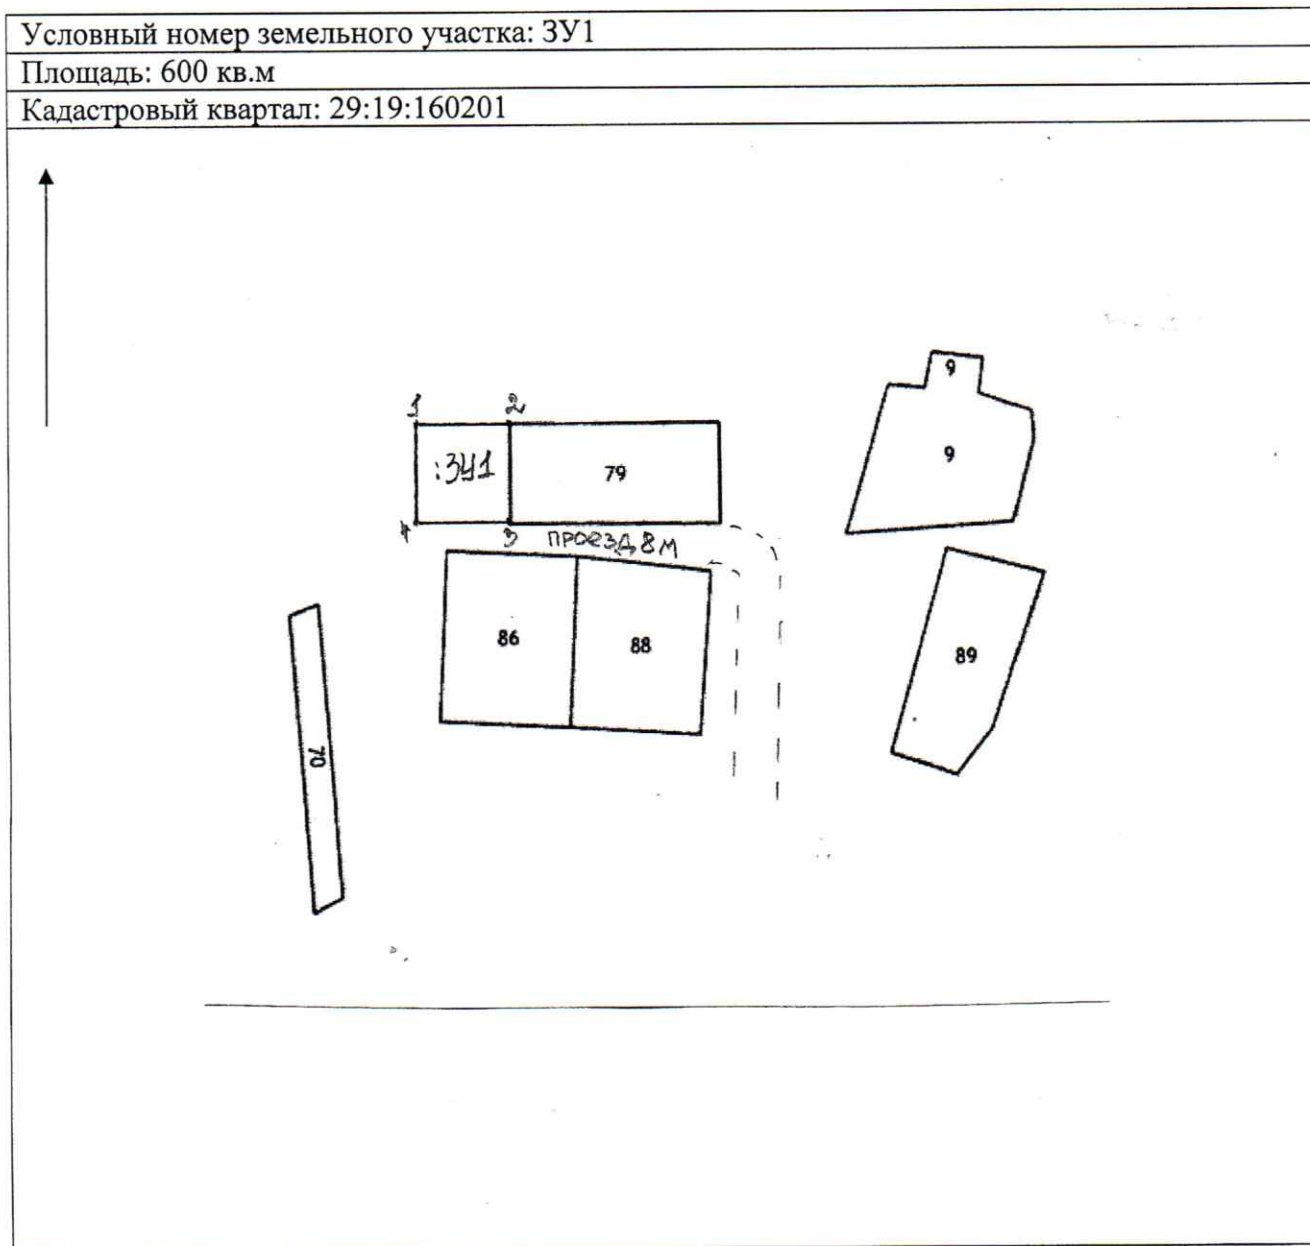 Условный номер земельного участка: ЗУ1
Площадь: 600 кв.м
Кадастровый квартал: 29:19:160201
9
1 2
:ЗУ1 79 9
4 3 проезд 8 м
86 88 89
70